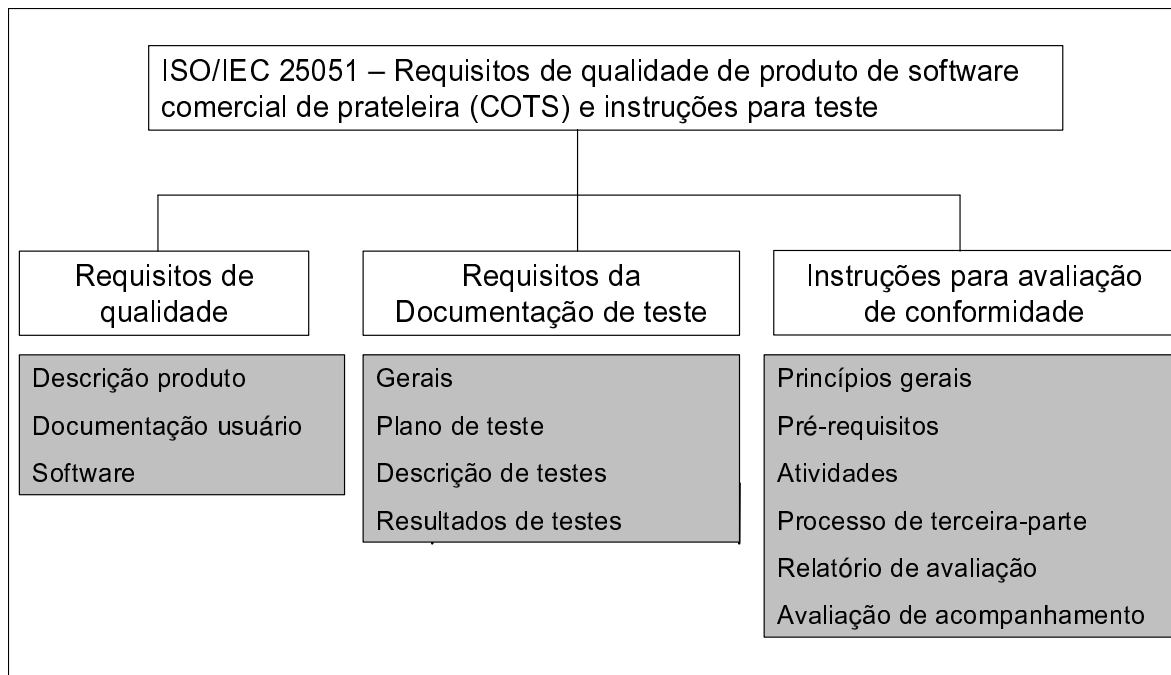 ISO/IEC 25051 – Requisitos de qualidade de produto de software
comercial de prateleira (COTS) e instruções para teste
Requisitos de
qualidade
Descrição produto
Documentação usuário
Software
Requisitos da
Documentação de teste
Gerais
Plano de teste
Descrição de testes
Resultados de testes
Instruções para avaliação
de conformidade
Princípios gerais
Pré-requisitos
Atividades
Processo de terceira-parte
Relatório de avaliação
Avaliação de acompanhamento